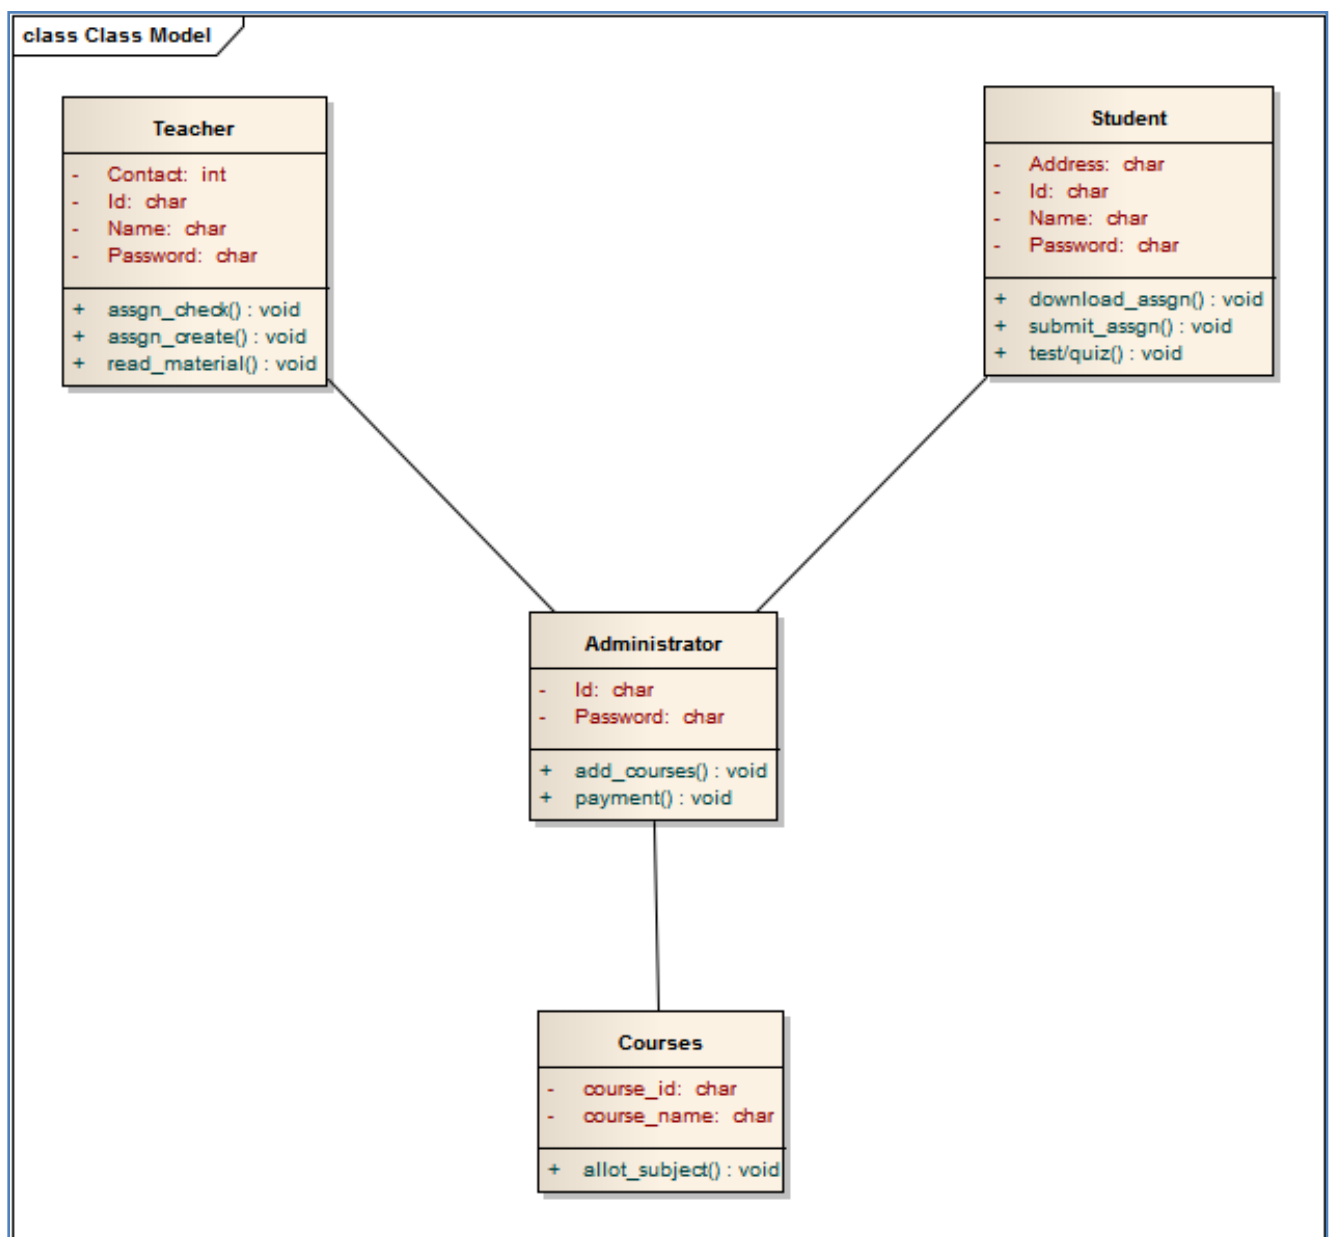 class Class Model
Teacher
- Contact: int
- Id: char
- Name: char
- Password: char
+ assgn_check() : void
+ assgn_create() : void
+ read_material() : void
Student
- Address: char
- Id: char
- Name: char
- Password: char
+ download_assgn() : void
+ submit_assgn() : void
+ test/quiz() : void
Administrator
- Id: char
- Password: char
+ add_courses() : void
+ payment() : void
Courses
- course_id: char
- course_name: char
+ allot_subject() : void